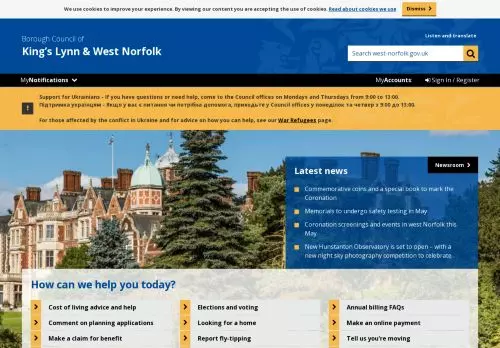 We use cookies to improve your experience. By viewing our content you are accepting the use of cookies. Read about cookies we use
Dismiss
Borough Council of
King's Lynn & West Norfolk
Listen and translate
Search west-norfolk.gov.uk
MyNotifications
MyAccounts
Sign In / Register
Support for Ukrainians - If you have questions or need help, come to the Council offices on Mondays and Thursdays from 9:00 to 13:00.
Підтримка українцям - Якщо у вас є питання чи потрібна допомога, приходьте у Council offices у понеділок та четвер з 9:00 до 13:00.
For those affected by the conflict in Ukraine and for advice on how you can help, see our War Refugees page.
Newsroom
Latest news
Commemorative coins and a special book to mark the
Coronation
Memorials to undergo safety testing in May
Coronation screenings and events in west Norfolk this
May
New Hunstanton Observatory is set to open – with a
new night sky photography competition to celebrate
How can we help you today?
Cost of living advice and help
Elections and voting
Annual billing FAQs
Comment on planning applications
Looking for a home
Make an online payment
Make a claim for benefit
Report fly-tipping
Tell us you're moving